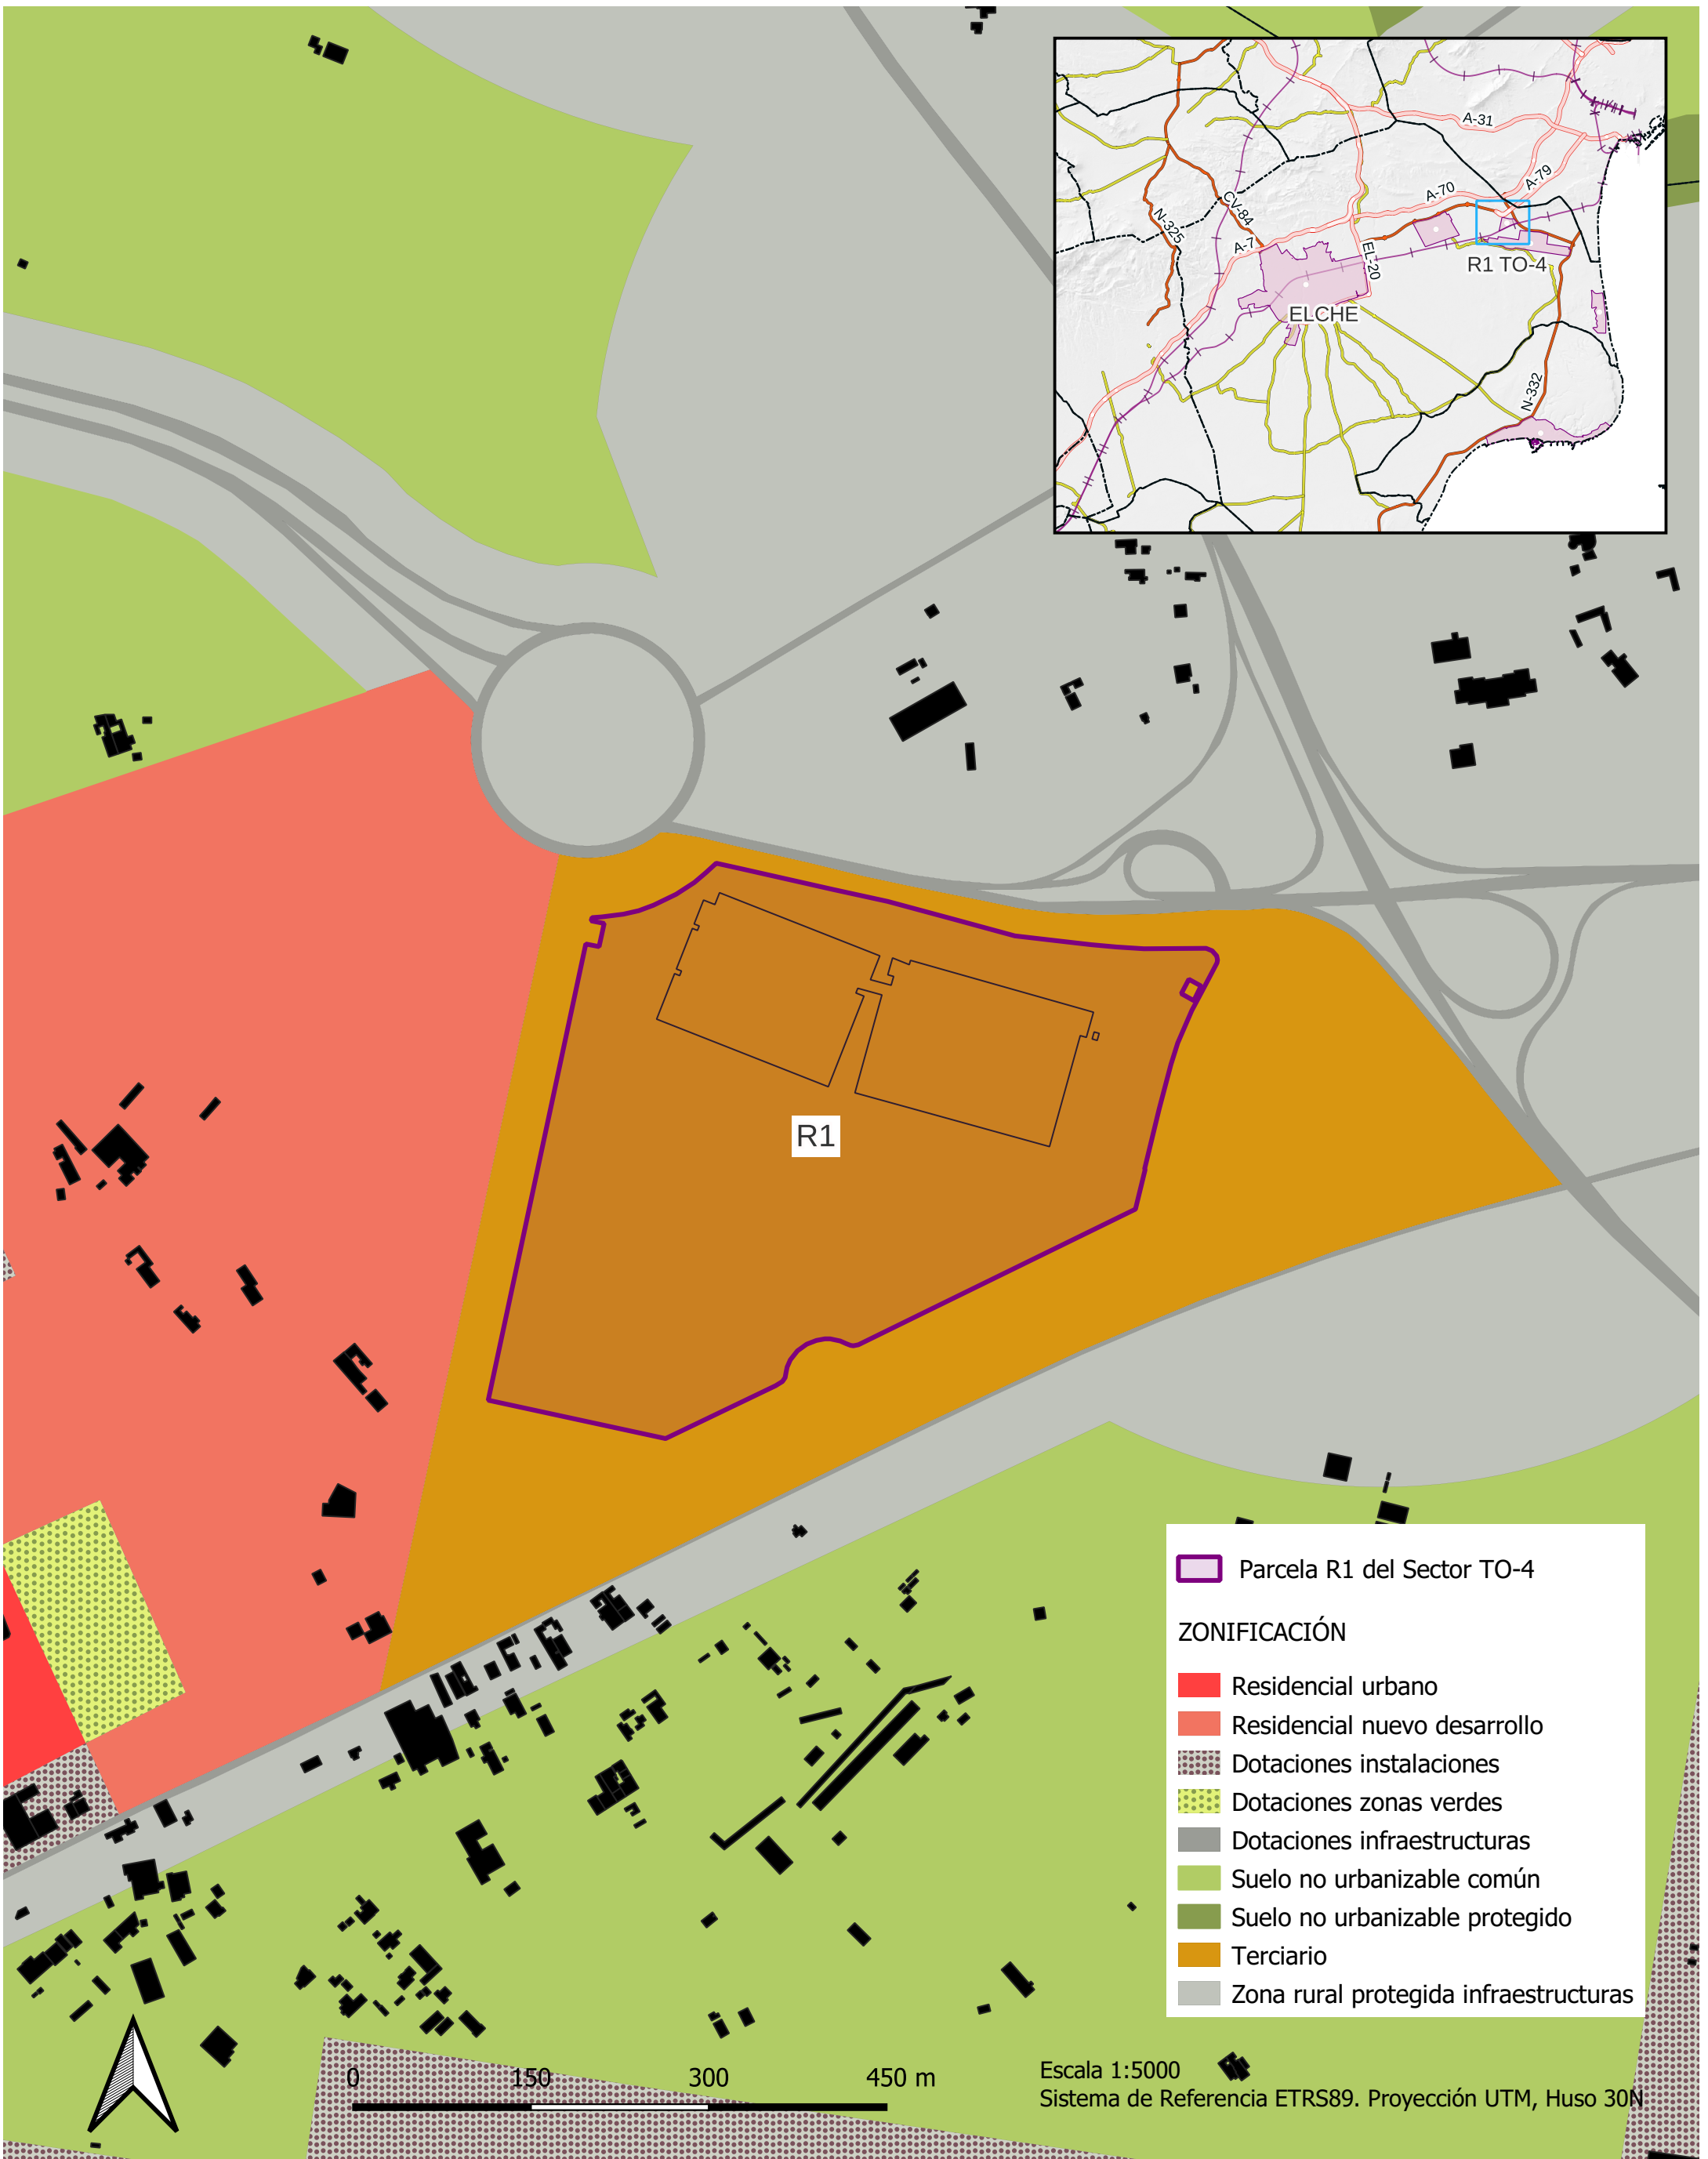 A-31
A-79
A-70
CV-84
N-325
A-7
EL-20
R1 TO-4
ELCHE
N-332
R1
Parcela R1 del Sector TO-4
ZONIFICACIÓN
Residencial urbano
Residencial nuevo desarrollo
Dotaciones instalaciones
Dotaciones zonas verdes
Dotaciones infraestructuras
Suelo no urbanizable común
Suelo no urbanizable protegido
Terciario
Zona rural protegida infraestructuras
0 150 300 450 m
Escala 1:5000
Sistema de Referencia ETRS89. Proyección UTM, Huso 30N